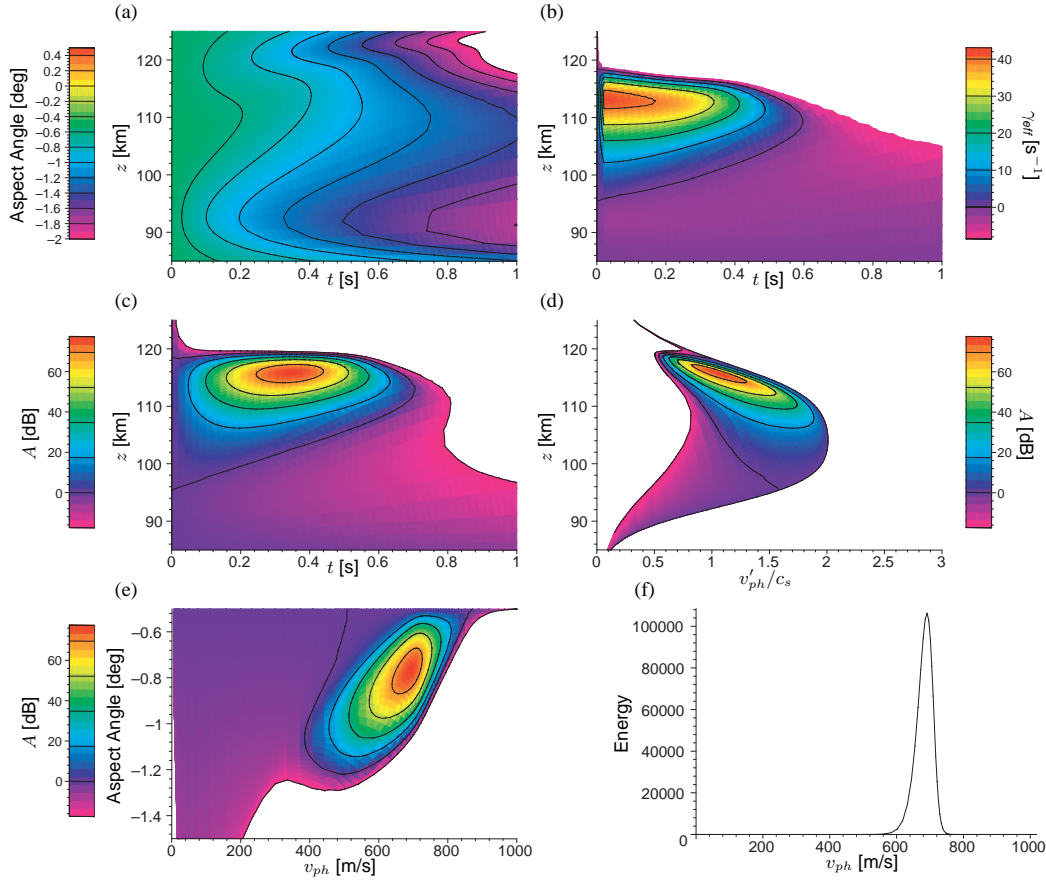 (a)
0.4
0.2
0
−0.2
−0.4
−0.6
−0.8
−1
−1.2
−1.4
−1.6
−1.8
−2
Aspect Angle [deg]
120
110
100
90
z [km]
0 0.2 0.4 0.6 0.8 1
t [s]
(b)
120
110
100
90
z [km]
0 0.2 0.4 0.6 0.8 1
t [s]
40
30
20
10
0
γeff [s⁻¹]
(c)
60
40
20
0
A [dB]
120
110
100
90
z [km]
0 0.2 0.4 0.6 0.8 1
t [s]
(d)
120
110
100
90
z [km]
0 0.5 1 1.5 2 2.5 3
v′ph/cs
60
40
20
0
A [dB]
(e)
60
40
20
0
A [dB]
−0.6
−0.8
−1
−1.2
−1.4
Aspect Angle [deg]
0 200 400 600 800 1000
vph [m/s]
(f)
100000
80000
60000
40000
20000
0
Energy
0 200 400 600 800 1000
vph [m/s]